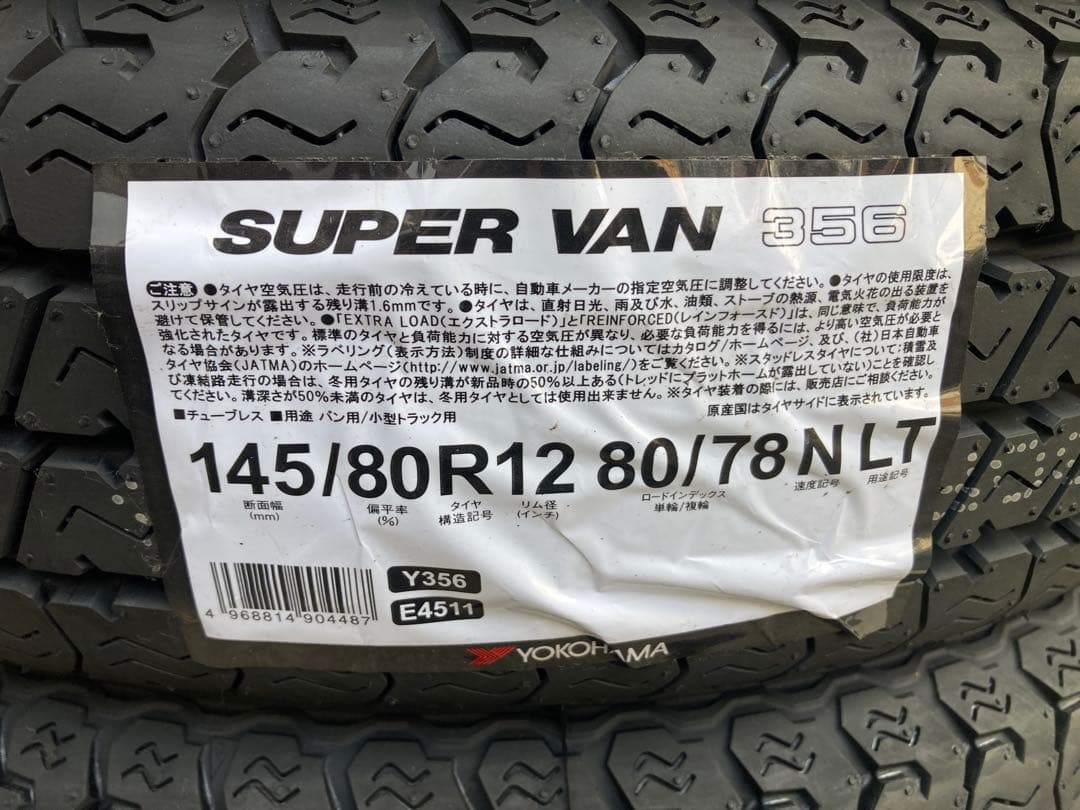 SUPER VAN 356
ご注意 ●タイヤ空気圧は、走行前の冷えている時に、自動車メーカーの指定空気圧に調整してください。●タイヤの使用限度は、
スリップサインが露出する残り溝1.6mmです。●タイヤは、直射日光、雨及び水、油類、ストーブの熱源、電気火花の出る装置を
避けて保管してください。●「EXTRA LOAD(エクストラロード)」と「REINFORCED(レインフォースド)」は、同じ意味で、負荷能力が
強化されたタイヤです。標準のタイヤと負荷能力に対する空気圧が異なり、必要な負荷能力を得るには、より高い空気圧が必要と
なる場合があります。※ラベリング(表示方法)制度の詳細な仕組みについてはカタログ/ホームページ、及び、(社)日本自動車
タイヤ協会(JATMA)のホームページ(http://www.jatma.or.jp/labeling/)をご覧ください。※スタッドレスタイヤについて:積雪及
び凍結路走行の場合は、冬用タイヤの残り溝が新品時の50%以上ある(トレッドにプラットホームが露出していない)ことを確認し
てください。溝深さが50%未満のタイヤは、冬用タイヤとしては使用出来ません。※タイヤ装着の際には、販売店にご相談ください。
■チューブレス ■用途 バン用/小型トラック用
原産国はタイヤサイドに表示されています。
145/80R12 80/78N LT
断面幅 (mm) 偏平率 (%) タイヤ 構造記号 リム径 (インチ) ロードインデックス 単輪/複輪 速度記号 用途記号
Y356
E4511
4 968814 904487
YOKOHAMA